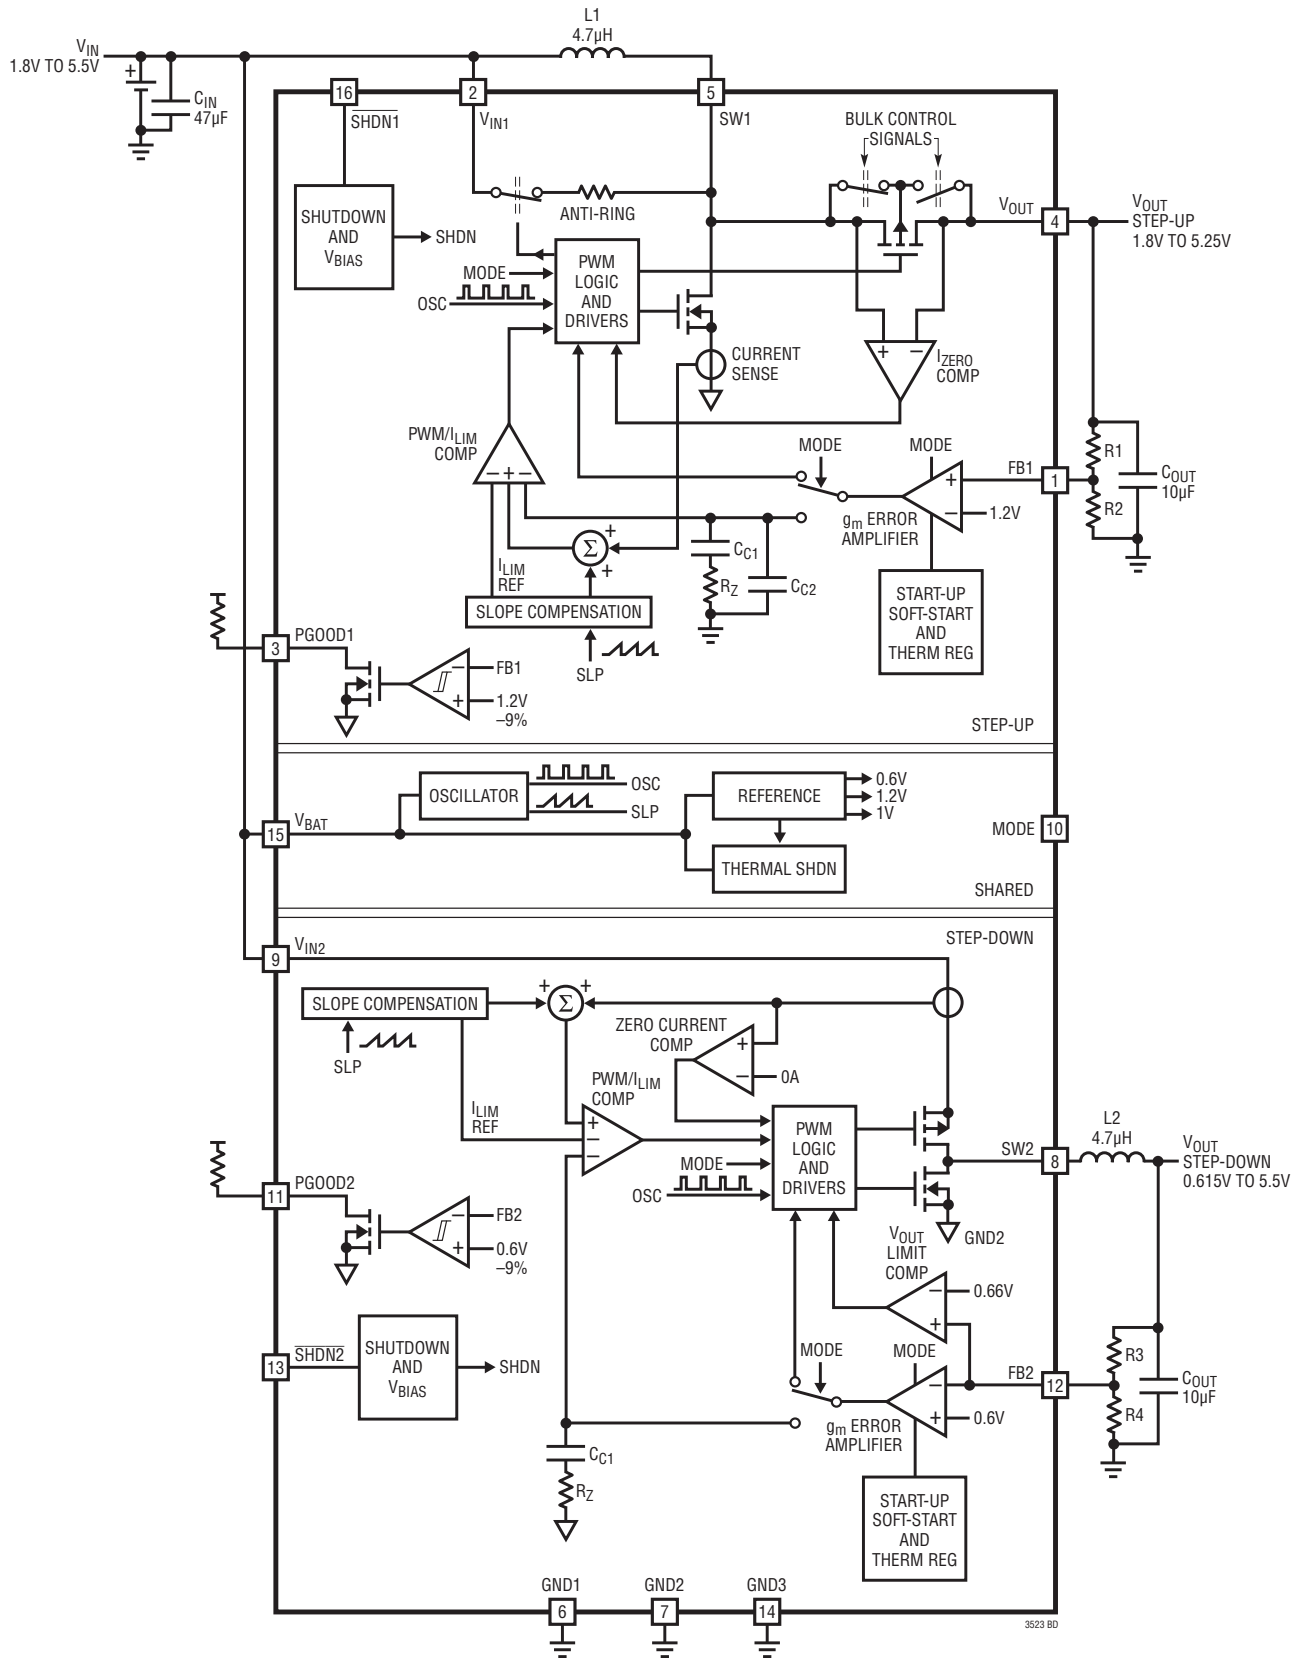 L1
4.7µH
VIN
1.8V TO 5.5V
+
CIN
47µF
16
2
5
SHDN1
VIN1
SW1
BULK CONTROL
SIGNALS
ANTI-RING
VOUT
4
VOUT
STEP-UP
1.8V TO 5.25V
SHUTDOWN
AND
VBIAS
SHDN
MODE
OSC
PWM
LOGIC
AND
DRIVERS
CURRENT
SENSE
+ –
IZERO
COMP
PWM/ILIM
COMP
– + –
MODE
MODE
FB1
1
+
–
1.2V
gm ERROR
AMPLIFIER
R1
R2
COUT
10µF
Σ
+
+
ILIM
REF
CC1
RZ
CC2
SLOPE COMPENSATION
SLP
START-UP
SOFT-START
AND
THERM REG
3
PGOOD1
–
FB1
+
1.2V
–9%
STEP-UP
OSCILLATOR
OSC
SLP
REFERENCE
0.6V
1.2V
1V
15
VBAT
MODE
10
THERMAL SHDN
SHARED
STEP-DOWN
9
VIN2
SLOPE COMPENSATION
+
Σ
+
SLP
ZERO CURRENT
COMP
+
–
0A
PWM/ILIM
COMP
ILIM
REF
+
–
–
MODE
OSC
PWM
LOGIC
AND
DRIVERS
SW2
8
L2
4.7µH
VOUT
STEP-DOWN
0.615V TO 5.5V
GND2
11
PGOOD2
–
FB2
+
0.6V
–9%
VOUT
LIMIT
COMP
–
0.66V
+
13
SHDN2
SHUTDOWN
AND
VBIAS
SHDN
MODE
MODE
FB2
12
–
+
0.6V
gm ERROR
AMPLIFIER
R3
R4
COUT
10µF
CC1
RZ
START-UP
SOFT-START
AND
THERM REG
GND1
6
GND2
7
GND3
14
3523 BD